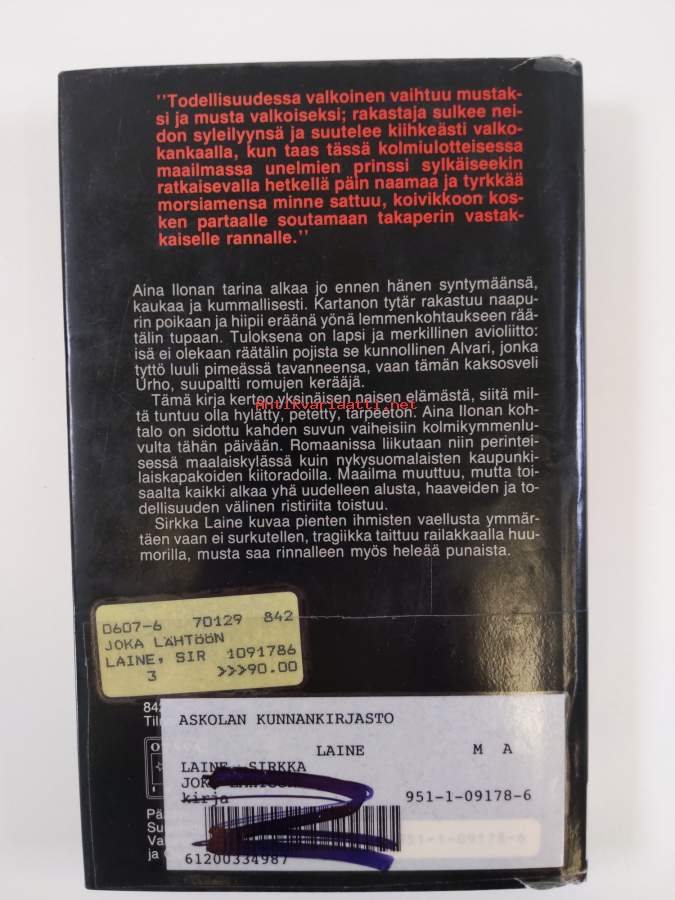 "Todellisuudessa valkoinen vaihtuu mustak-
si ja musta valkoiseksi; rakastaja sulkee nei-
don syleilyynsä ja suutelee kiihkeästi valko-
kankaalla, kun taas tässä kolmiulotteisessa
maailmassa unelmien prinssi sylkäiseekin
ratkaisevalla hetkellä päin naamaa ja tyrkkää
morsiamensa minne sattuu, koivikkoon kos-
ken partaalle soutamaan takaperin vastak-
kaiselle rannalle."
Aina Ilonan tarina alkaa jo ennen hänen syntymäänsä,
kaukaa ja kummallisesti. Kartanon tytär rakastuu naapu-
rin poikaan ja hiipii eräänä yönä lemmenkohtaukseen rää-
tälin tupaan. Tuloksena on lapsi ja merkillinen avioliitto:
isä ei olekaan räätälin pojista se kunnollinen Alvari, jonka
tyttö luuli pimeässä tavanneensa, vaan tämän kaksosveli
Urho, suupaltti romujen kerääjä.
Tämä kirja kertoo yksinäisen naisen elämästä, siitä mil-
Antikvariaatti.net
tä tuntuu olla hylätty, petetty, tarpeeton. Aina Ilonan koh-
talo on sidottu kahden suvun vaiheisiin kolmikymmenlu-
vulta tähän päivään. Romaanissa liikutaan niin perintei-
sessä maalaiskylässä kuin nykysuomalaisten kaupunki-
laiskapakoiden kiitoradoilla. Maailma muuttuu, mutta toi-
saalta kaikki alkaa yhä uudelleen alusta, haaveiden ja to-
dellisuuden välinen ristiriita toistuu.
Sirkka Laine kuvaa pienten ihmisten vaellusta ymmär-
täen vaan ei surkutellen, tragiikka taittuu railakkaalla huu-
morilla, musta saa rinnalleen myös heleää punaista.
0607-6 70129 842
JOKA LÄHTÖÖN
LAINE, SIR 1091786
3 >>>90.00
842
ASKOLAN KUNNANKIRJASTO
LAINE M A
LAINE, SIRKKA
JOKA LÄHTÖÖN
kirja 951-1-09178-6
61200334987